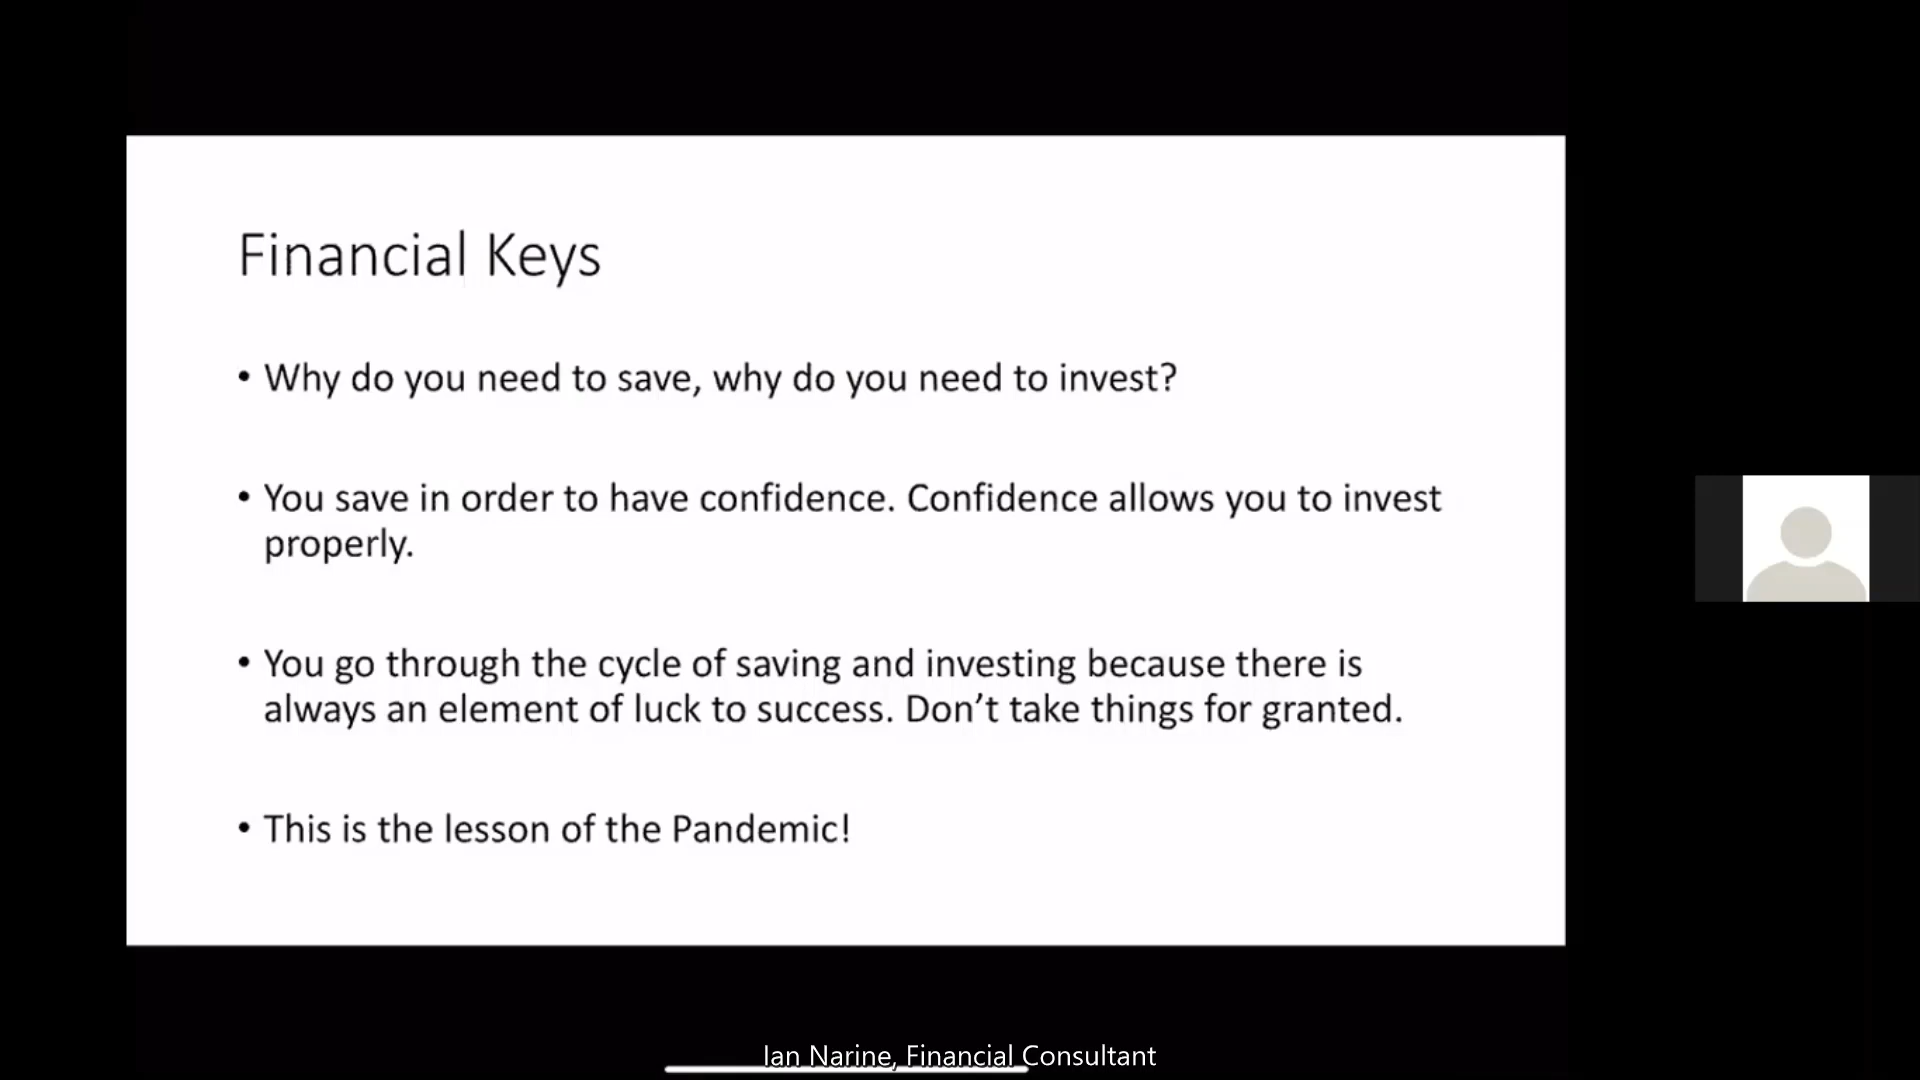 Financial Keys
• Why do you need to save, why do you need to invest?
• You save in order to have confidence. Confidence allows you to invest
properly.
• You go through the cycle of saving and investing because there is
always an element of luck to success. Don’t take things for granted.
• This is the lesson of the Pandemic!
Ian Narine, Financial Consultant